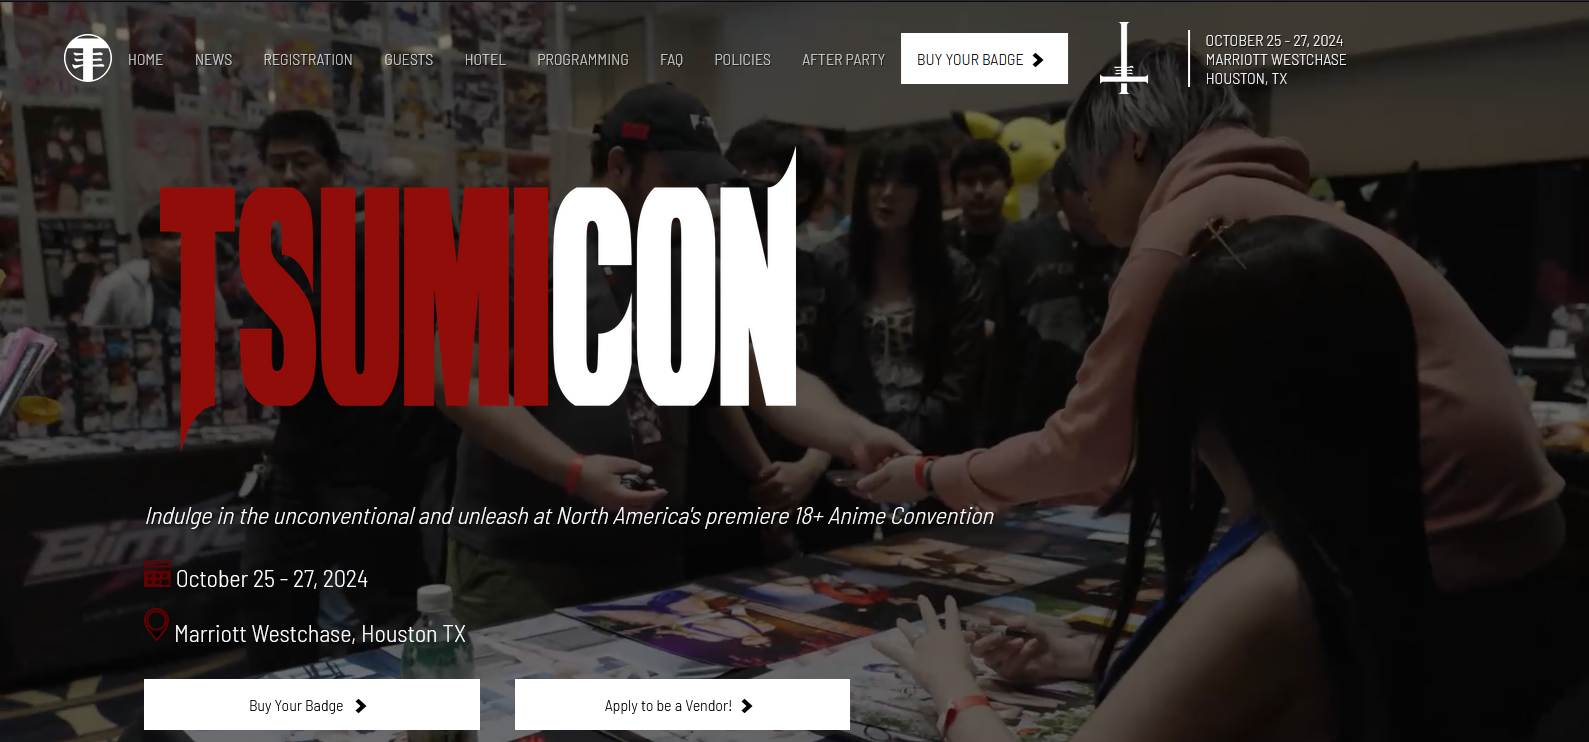 HOME NEWS REGISTRATION GUESTS HOTEL PROGRAMMING FAQ POLICIES AFTER PARTY BUY YOUR BADGE
OCTOBER 25 - 27, 2024
MARRIOTT WESTCHASE
HOUSTON, TX
TSUMICON
Indulge in the unconventional and unleash at North America's premiere 18+ Anime Convention
October 25 - 27, 2024
Marriott Westchase, Houston TX
Buy Your Badge
Apply to be a Vendor!